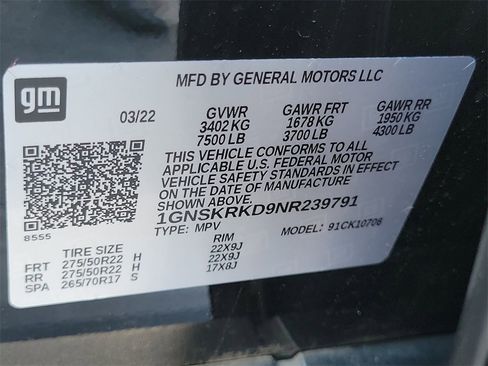 gm
MFD BY GENERAL MOTORS LLC
03/22 GVWR GAWR FRT GAWR RR
3402 KG 1678 KG 1950 KG
7500 LB 3700 LB 4300 LB
THIS VEHICLE CONFORMS TO ALL
APPLICABLE U.S. FEDERAL MOTOR
VEHICLE SAFETY STANDARDS IN EFFECT
ON THE DATE OF MANUFACTURE
SHOWN ABOVE.
1GNSKRKD9NR239791
8555
TYPE: MPV MODEL: 91CK10706
TIRE SIZE RIM
FRT 275/50R22 H 22X9J
RR 275/50R22 H 22X9J
SPA 265/70R17 S 17X8J